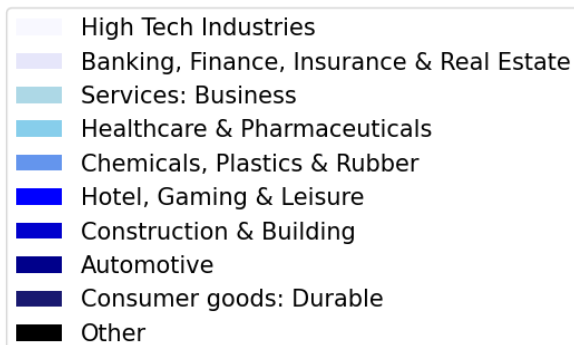 High Tech Industries
Banking, Finance, Insurance & Real Estate
Services: Business
Healthcare & Pharmaceuticals
Chemicals, Plastics & Rubber
Hotel, Gaming & Leisure
Construction & Building
Automotive
Consumer goods: Durable
Other